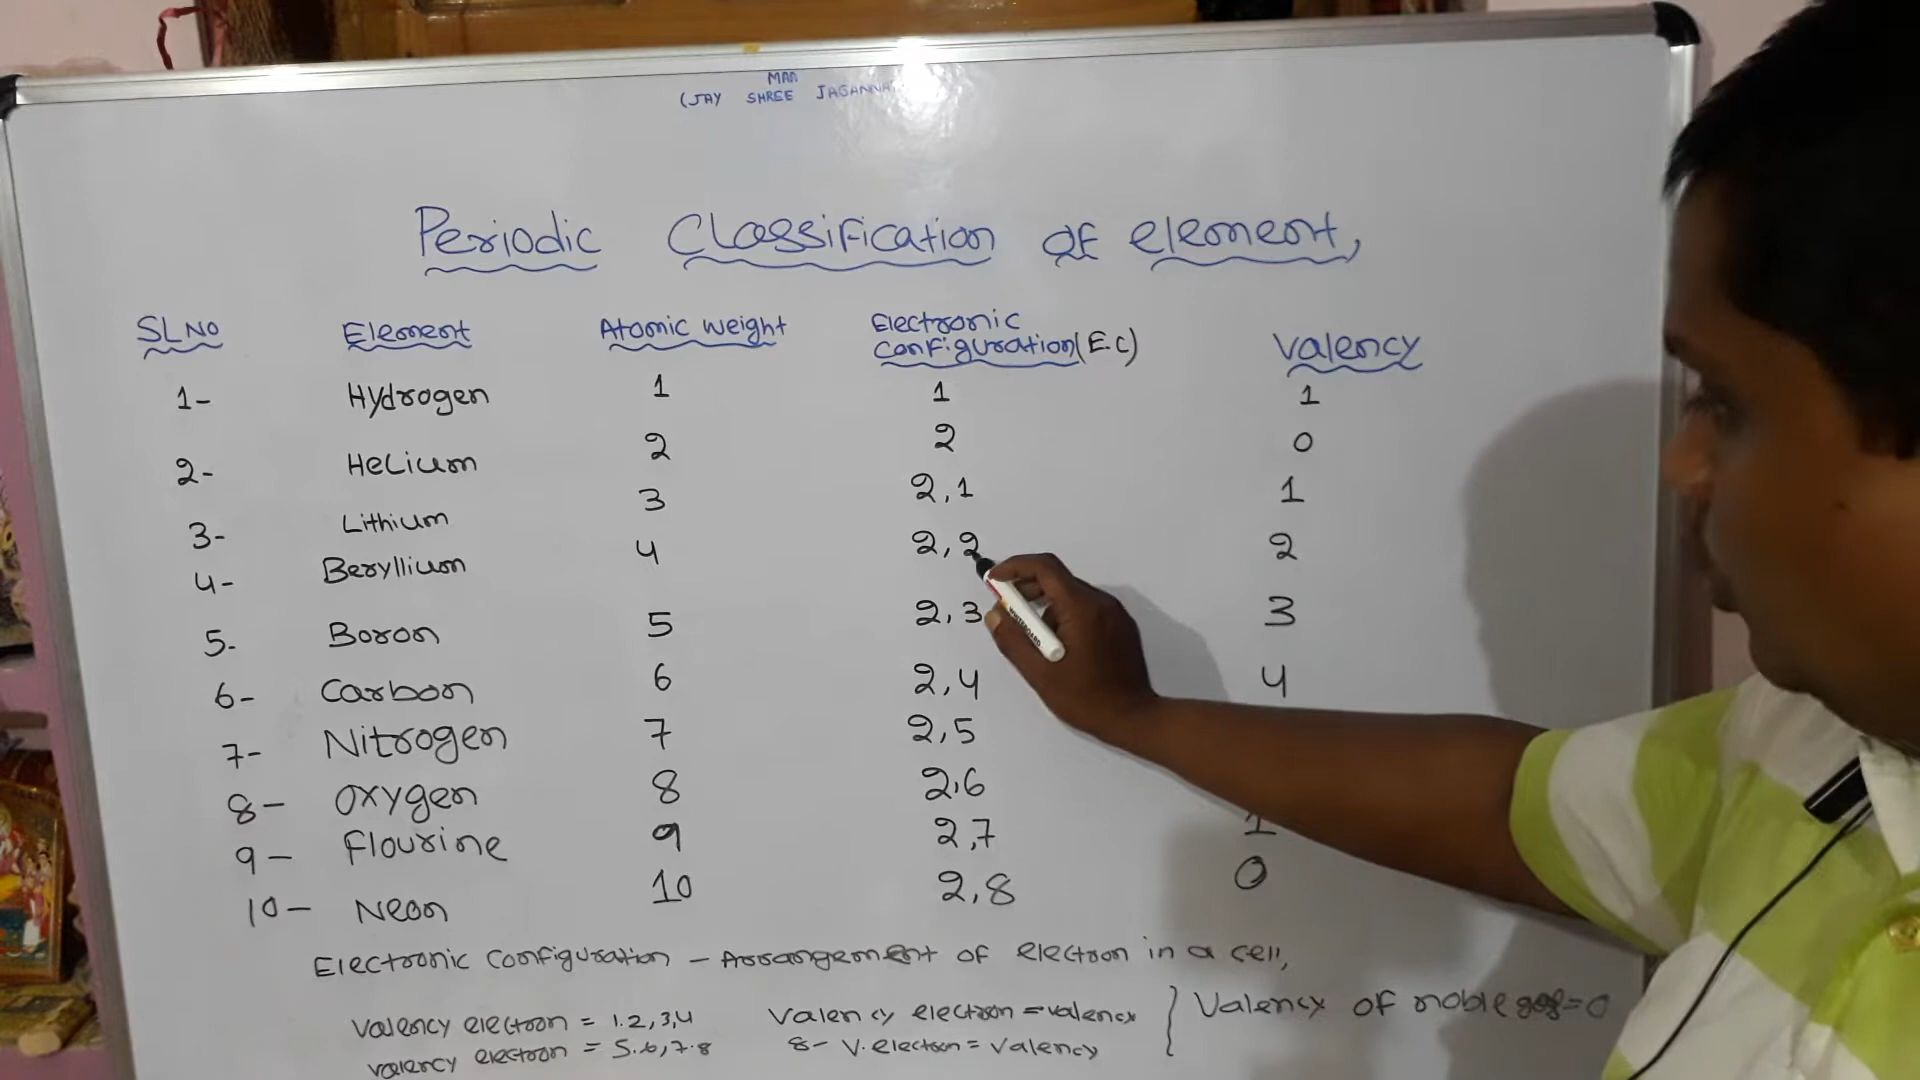 MAA
(JAY SHREE JAGANNA
Periodic Classification of element,
SL NO Element Atomic weight Electronic Configuration(E.C) Valency
1- Hydrogen 1 1 1
2- Helium 2 2 0
3- Lithium 3 2,1 1
4- Beryllium 4 2,2 2
5- Boron 5 2,3 3
6- Carbon 6 2,4 4
7- Nitrogen 7 2,5
8- Oxygen 8 2,6
9- Flourine 9 2,7 1
10- Neon 10 2,8 0
Electronic Configuration - Arrangement of electron in a cell,
Valency electron = 1.2,3,4 Valency electron = valency
Valency electron = 5.6,7.8 8- V. electron = Valency
Valency of noble gas = 0
WHITEBOARD